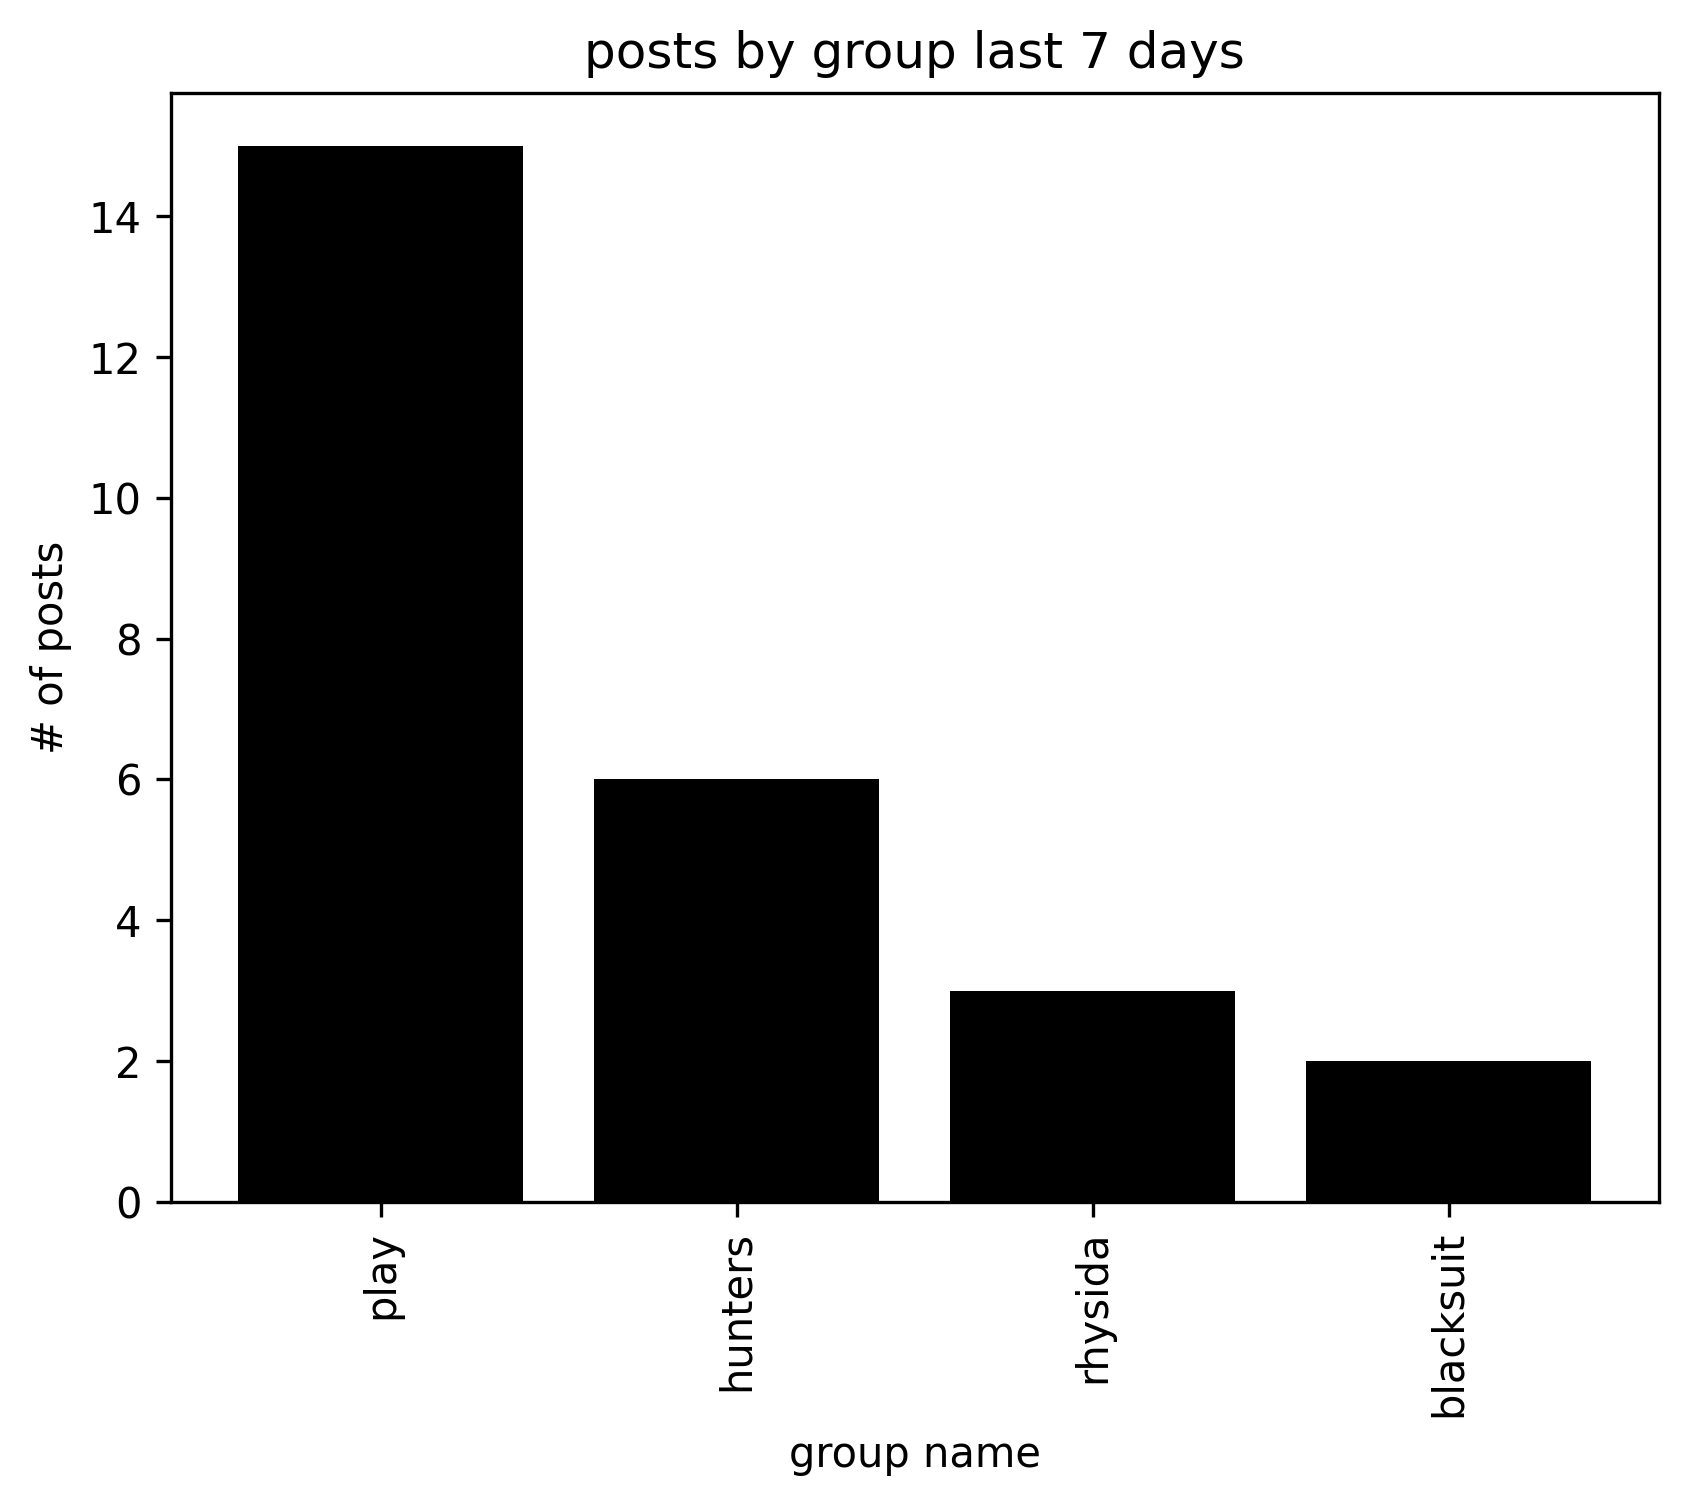 posts by group last 7 days
# of posts
14
12
10
8
6
4
2
0
play
hunters
rhysida
blacksuit
group name